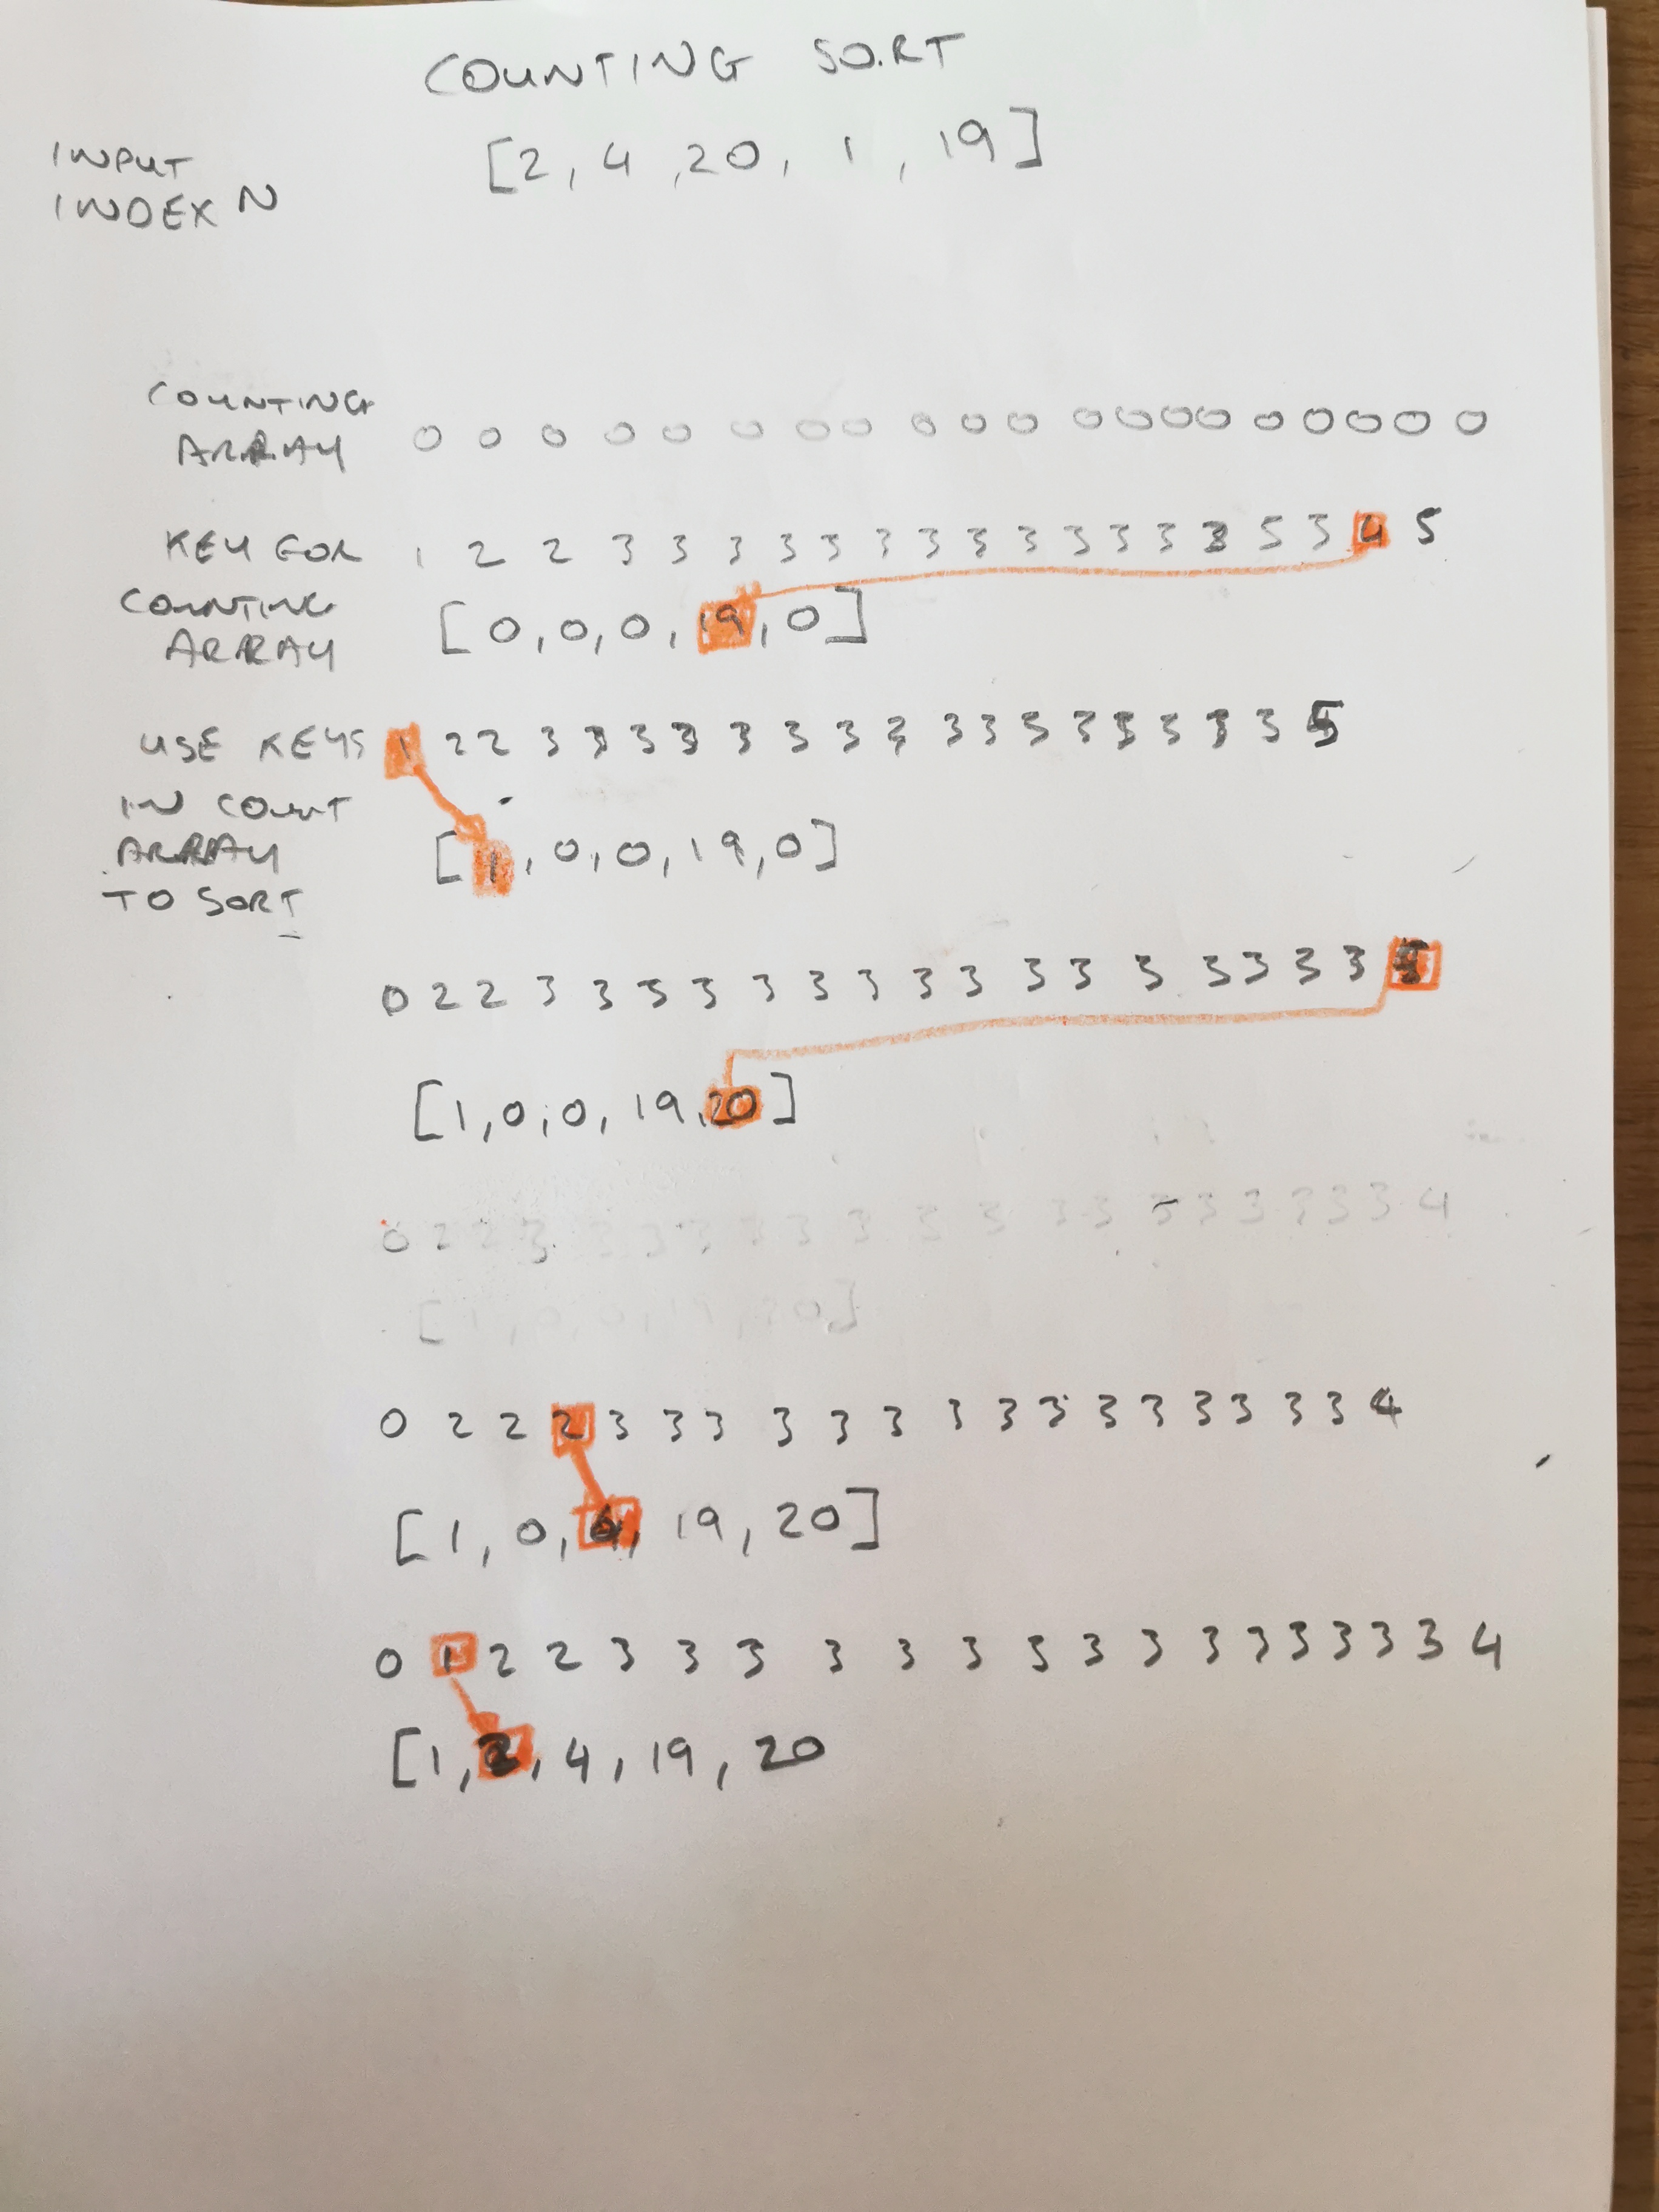 COUNTING SORT
INPUT [2, 4, 20, 1, 19]
INDEX N
COUNTING
ARRAY 0 0 0 0 0 0 0 0 0 0 0 0 0 0 0 0 0 0 0 0
KEY FOR 1 2 2 3 3 3 3 3 3 3 3 3 3 3 3 3 5 3 4 5
COUNTING [0, 0, 0, 19, 0]
ARRAY
USE KEYS 1 2 2 3 3 3 3 3 3 3 3 3 3 3 3 3 3 3 3 5
IN COUNT
ARRAY [1, 0, 0, 19, 0]
TO SORT
0 2 2 3 3 3 3 3 3 3 3 3 3 3 3 3 3 3 3
[1, 0, 0, 19, 20]
0 2 2 3 3 3 3 3 3 3 3 3 3 3 3 3 3 3 4
[1, 0, 0, 19, 20]
0 2 2 2 3 3 3 3 3 3 3 3 3 3 3 3 3 3 3 4
[1, 0, 4, 19, 20]
0 1 2 2 3 3 3 3 3 3 3 3 3 3 3 3 3 3 3 4
[1, 2, 4, 19, 20